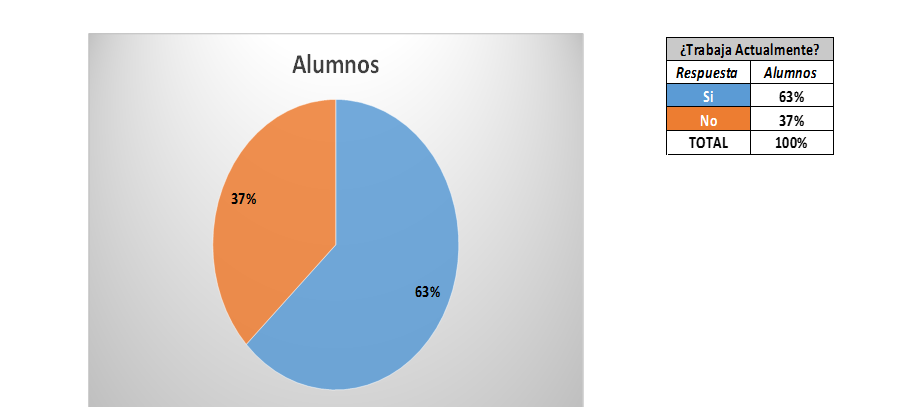 Alumnos
37%
63%
¿Trabaja Actualmente?
Respuesta Alumnos
Si 63%
No 37%
TOTAL 100%